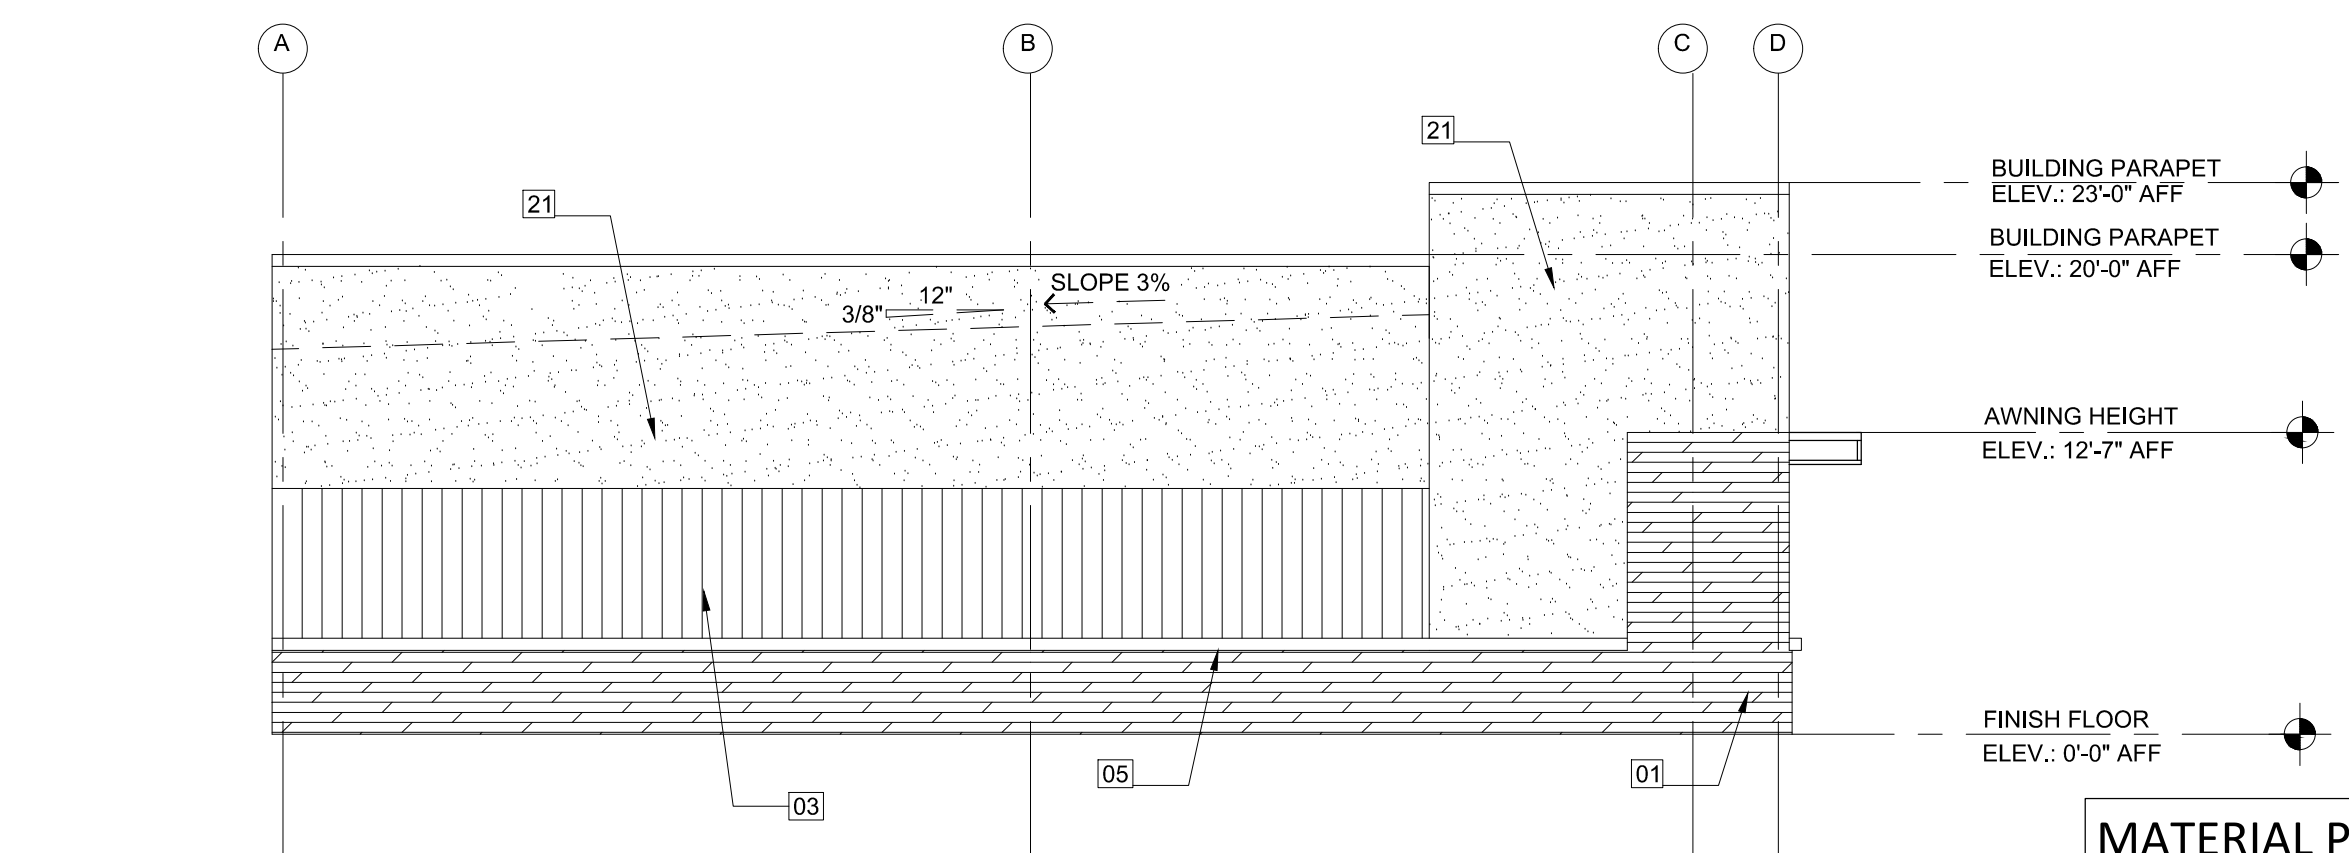 A
B
C
D
21
BUILDING PARAPET
ELEV.: 23'-0" AFF
21
BUILDING PARAPET
ELEV.: 20'-0" AFF
SLOPE 3%
12"
3/8"
AWNING HEIGHT
ELEV.: 12'-7" AFF
FINISH FLOOR
ELEV.: 0'-0" AFF
05
01
03
MATERIAL P